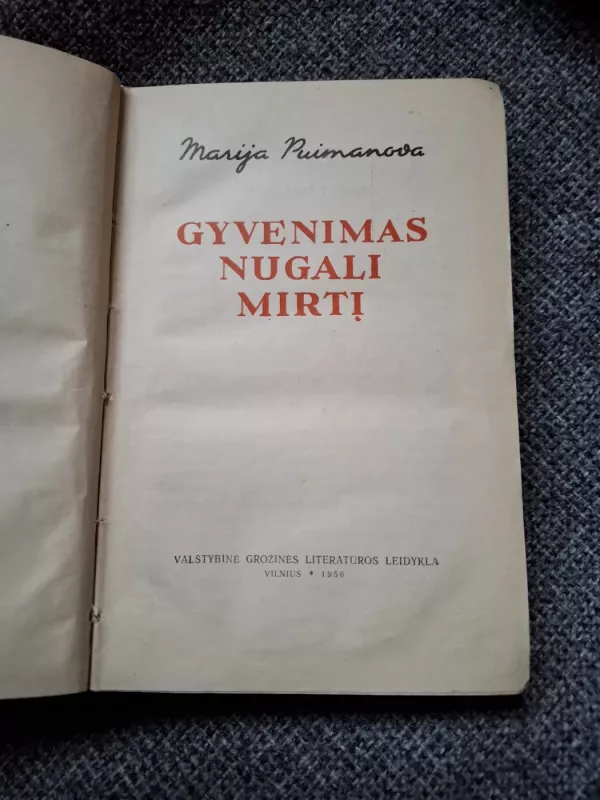 Marija Puimanova
GYVENIMAS
NUGALI
MIRTĮ
VALSTYBINĖ GROŽINĖS LITERATŪROS LEIDYKLA
VILNIUS * 1956